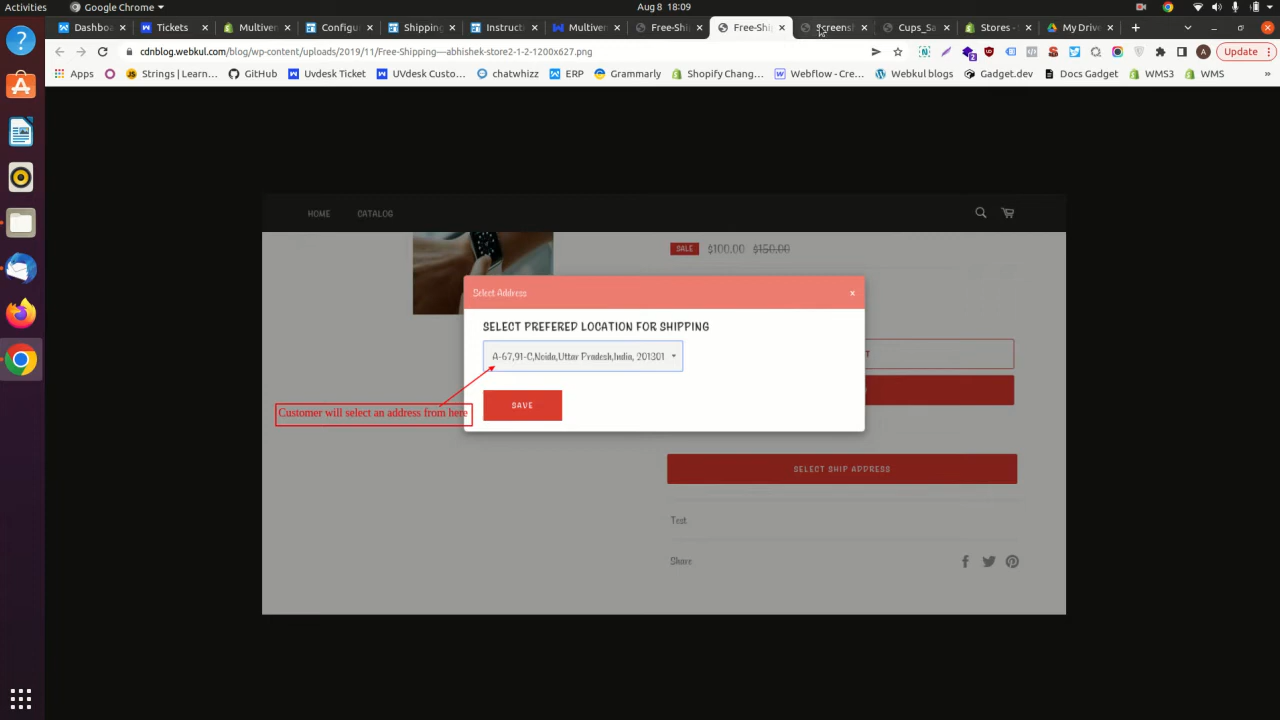 Activities
Google Chrome
Aug 8 18:09
Dashbo
Tickets
Multiver
Configu
Shipping
Instruct
Multiver
Free-Shi
Free-Shi
Screens
Cups_Sa
Stores
My Drive
cdnblog.webkul.com/blog/wp-content/uploads/2019/11/Free-Shipping—abhishek-store2-1-2-1200x627.png
2
A
Update
Apps
Strings | Learn…
GitHub
Uvdesk Ticket
UVdesk Custo…
chatwhizz
ERP
Grammarly
Shopify Chang…
Webflow - Cre…
Webkul blogs
Gadget.dev
Docs Gadget
WMS3
WMS
HOME
CATALOG
SALE
$100.00
$150.00
Select Address
x
SELECT PREFERED LOCATION FOR SHIPPING
A-67,91-C,Noida,Uttar Pradesh,India, 201301
T
SAVE
Customer will select an address from here
SELECT SHIP ADDRESS
Test
Share